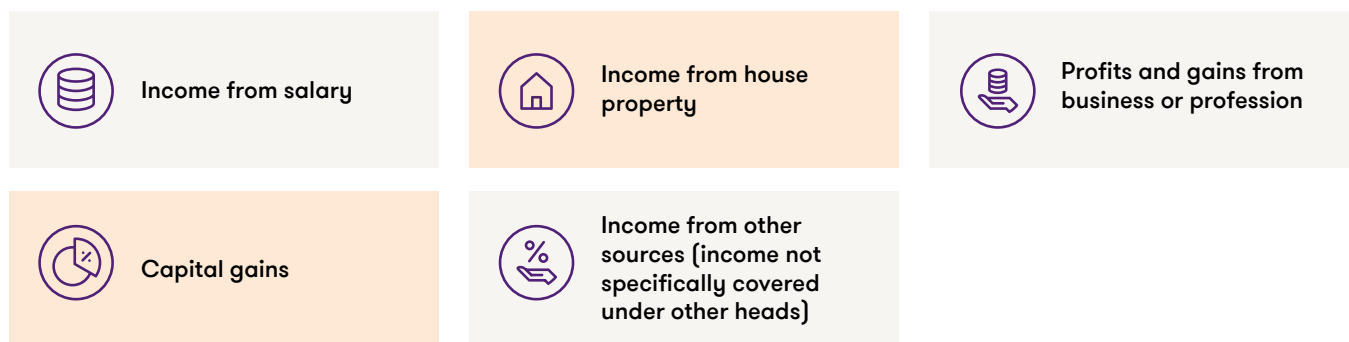 Income from salary
Income from house
property
Profits and gains from
business or profession
Capital gains
%
Income from other
sources (income not
specifically covered
under other heads)
%